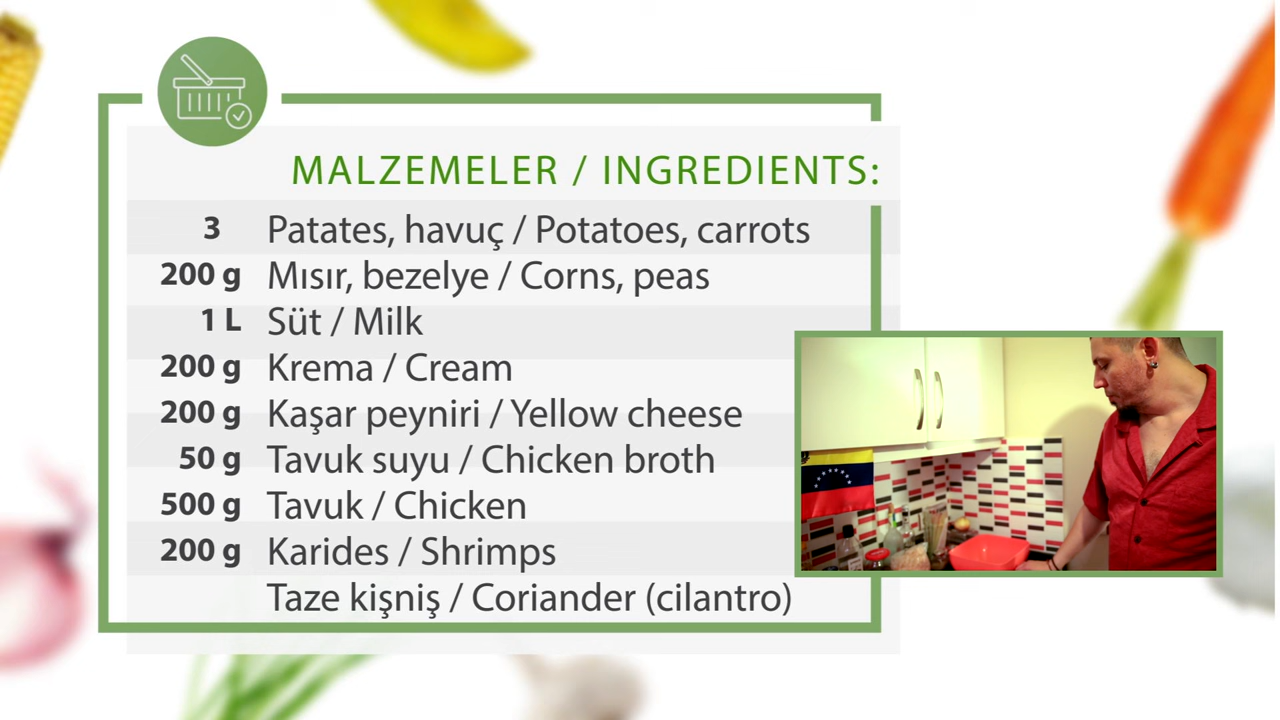 MALZEMELER / INGREDIENTS:
3 Patates, havuç / Potatoes, carrots
200 g Mısır, bezelye / Corns, peas
1 L Süt / Milk
200 g Krema / Cream
200 g Kaşar peyniri / Yellow cheese
50 g Tavuk suyu / Chicken broth
500 g Tavuk / Chicken
200 g Karides / Shrimps
Taze kişniş / Coriander (cilantro)